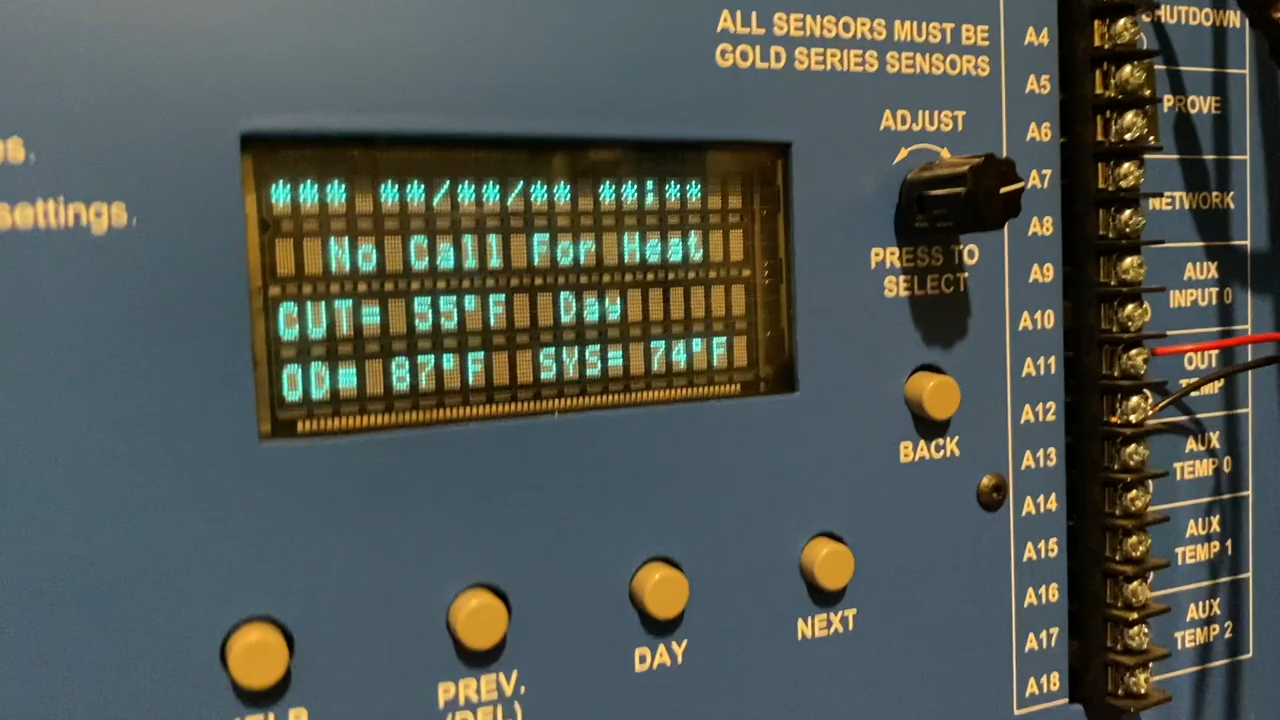 ALL SENSORS MUST BE
GOLD SERIES SENSORS
settings.
*** **/**/** **:**
No Call For Heat
CUT= 55°F Day
OD= 87°F SYS= 74°F
ADJUST
PRESS TO
SELECT
BACK
NEXT
DAY
PREV.
(DEL)
HELP
A4
A5
A6
A7
A8
A9
A10
A11
A12
A13
A14
A15
A16
A17
A18
SHUTDOWN
PROVE
NETWORK
AUX
INPUT 0
OUT
TEMP
AUX
TEMP 0
AUX
TEMP 1
AUX
TEMP 2